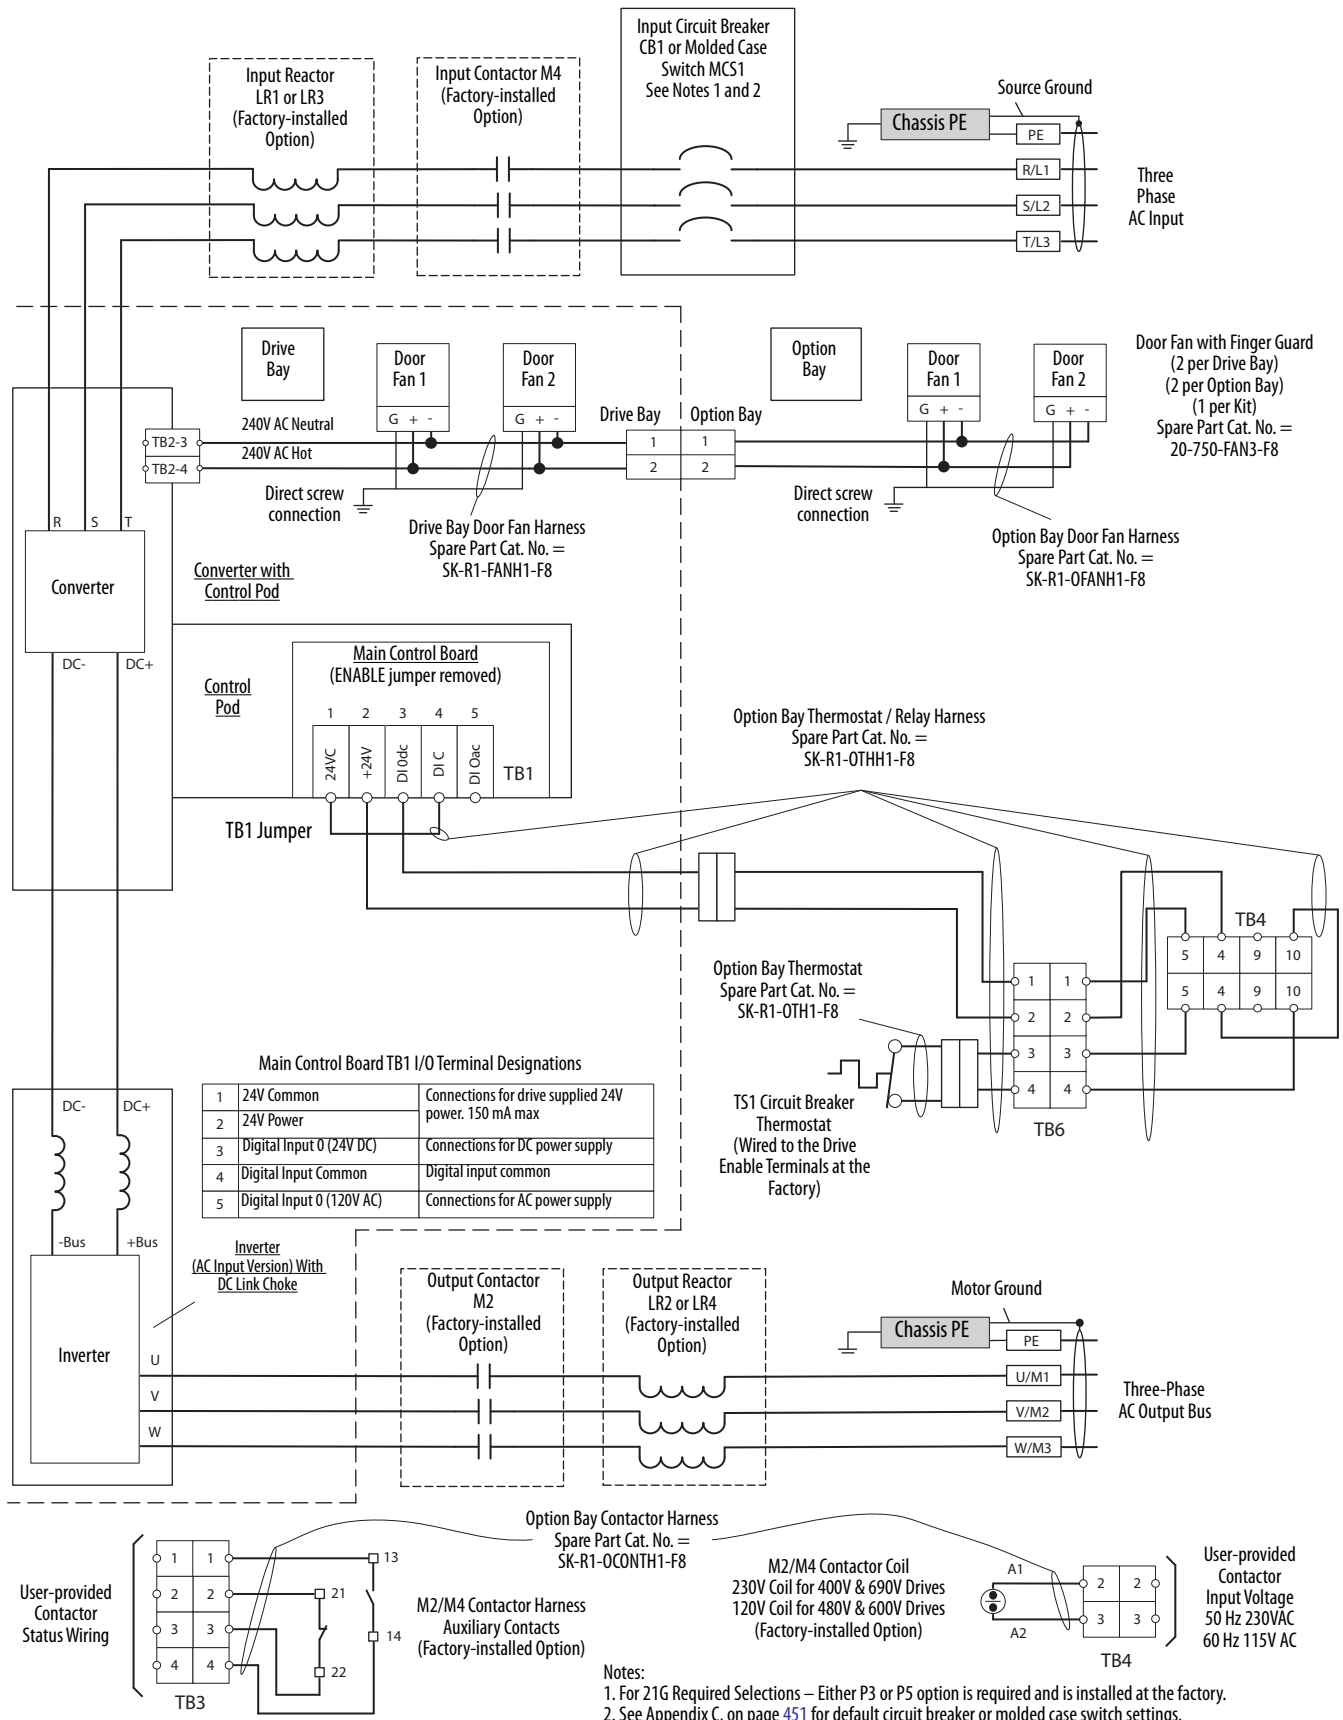 Input Circuit Breaker
CB1 or Molded Case
Switch MCS1
See Notes 1 and 2
Input Reactor
LR1 or LR3
(Factory-installed
Option)
Input Contactor M4
(Factory-installed
Option)
Source Ground
Chassis PE
PE
R/L1
S/L2
T/L3
Three
Phase
AC Input
Drive
Bay
Door
Fan 1
G + -
Door
Fan 2
G + -
Option
Bay
Door
Fan 1
G + -
Door
Fan 2
G + -
Door Fan with Finger Guard
(2 per Drive Bay)
(2 per Option Bay)
(1 per Kit)
Spare Part Cat. No. =
20-750-FAN3-F8
TB2-3
TB2-4
240V AC Neutral
240V AC Hot
Drive Bay
Option Bay
1 1
2 2
Direct screw
connection
Drive Bay Door Fan Harness
Spare Part Cat. No. =
SK-R1-FANH1-F8
Direct screw
connection
Option Bay Door Fan Harness
Spare Part Cat. No. =
SK-R1-OFANH1-F8
R S T
Converter
DC- DC+
Converter with
Control Pod
Control
Pod
Main Control Board
(ENABLE jumper removed)
1 2 3 4 5
24VC
+24V
DI 0dc
DI C
DI Oac
TB1
TB1 Jumper
Option Bay Thermostat / Relay Harness
Spare Part Cat. No. =
SK-R1-OTHH1-F8
TB4
5 4 9 10
5 4 9 10
Option Bay Thermostat
Spare Part Cat. No. =
SK-R1-OTH1-F8
1 1
2 2
3 3
4 4
TB6
TS1 Circuit Breaker
Thermostat
(Wired to the Drive
Enable Terminals at the
Factory)
Main Control Board TB1 I/O Terminal Designations
1 24V Common Connections for drive supplied 24V
power. 150 mA max
2 24V Power
3 Digital Input 0 (24V DC) Connections for DC power supply
4 Digital Input Common Digital input common
5 Digital Input 0 (120V AC) Connections for AC power supply
DC- DC+
-Bus +Bus
Inverter
(AC Input Version) With
DC Link Choke
Inverter
U
V
W
Output Contactor
M2
(Factory-installed
Option)
Output Reactor
LR2 or LR4
(Factory-installed
Option)
Motor Ground
Chassis PE
PE
U/M1
V/M2
W/M3
Three-Phase
AC Output Bus
Option Bay Contactor Harness
Spare Part Cat. No. =
SK-R1-OCONTH1-F8
User-provided
Contactor
Status Wiring
1 1
2 2
3 3
4 4
TB3
13
21
14
22
M2/M4 Contactor Harness
Auxiliary Contacts
(Factory-installed Option)
M2/M4 Contactor Coil
230V Coil for 400V & 690V Drives
120V Coil for 480V & 600V Drives
(Factory-installed Option)
A1
A2
2 2
3 3
TB4
User-provided
Contactor
Input Voltage
50 Hz 230VAC
60 Hz 115V AC
Notes:
1. For 21G Required Selections – Either P3 or P5 option is required and is installed at the factory.
2. See Appendix C, on page 451 for default circuit breaker or molded case switch settings.